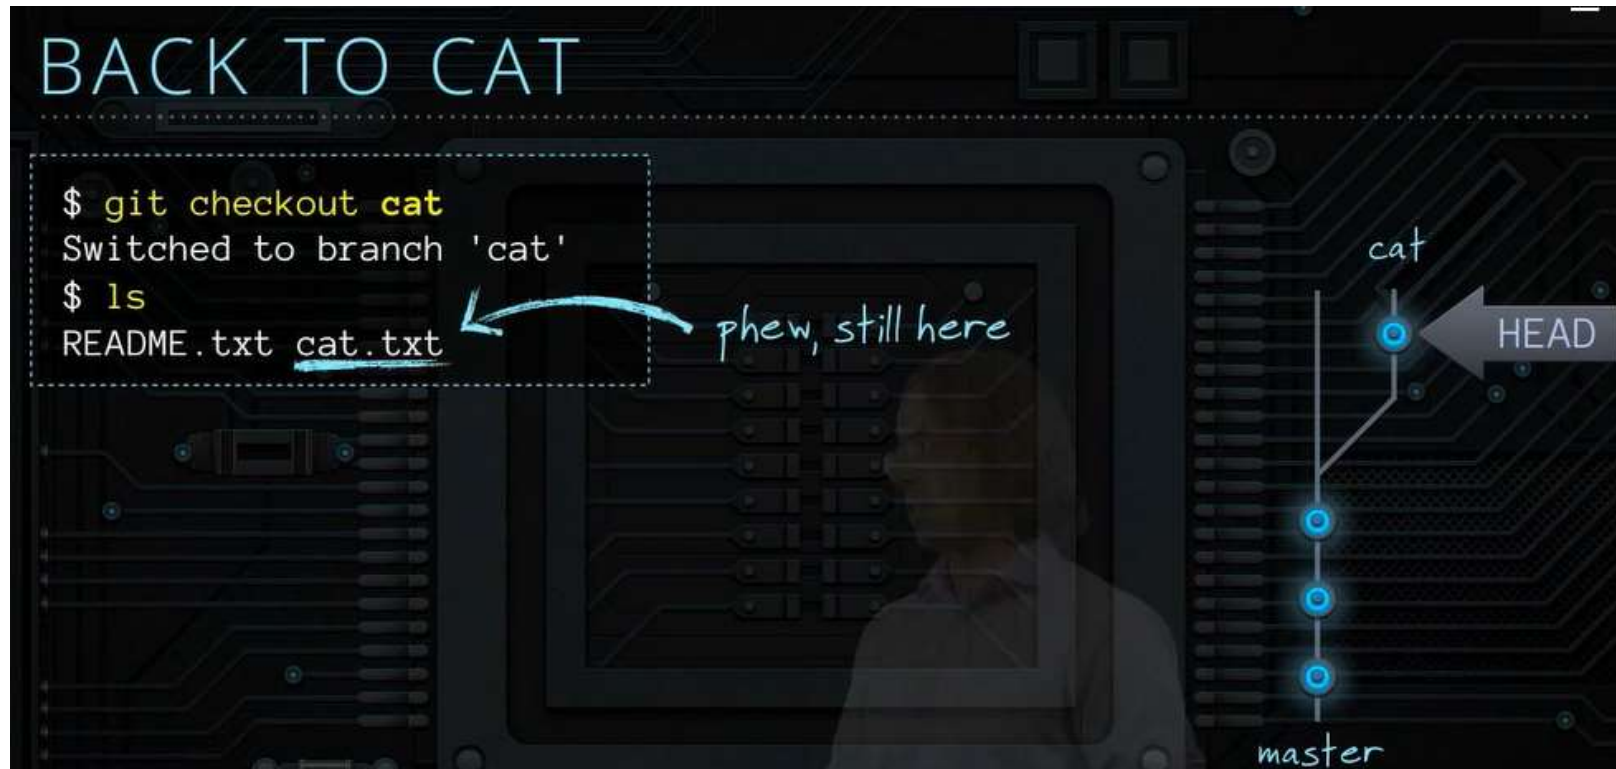 BACK TO CAT
$ git checkout cat
Switched to branch 'cat'
$ ls
README.txt cat.txt
phew, still here
cat
HEAD
master